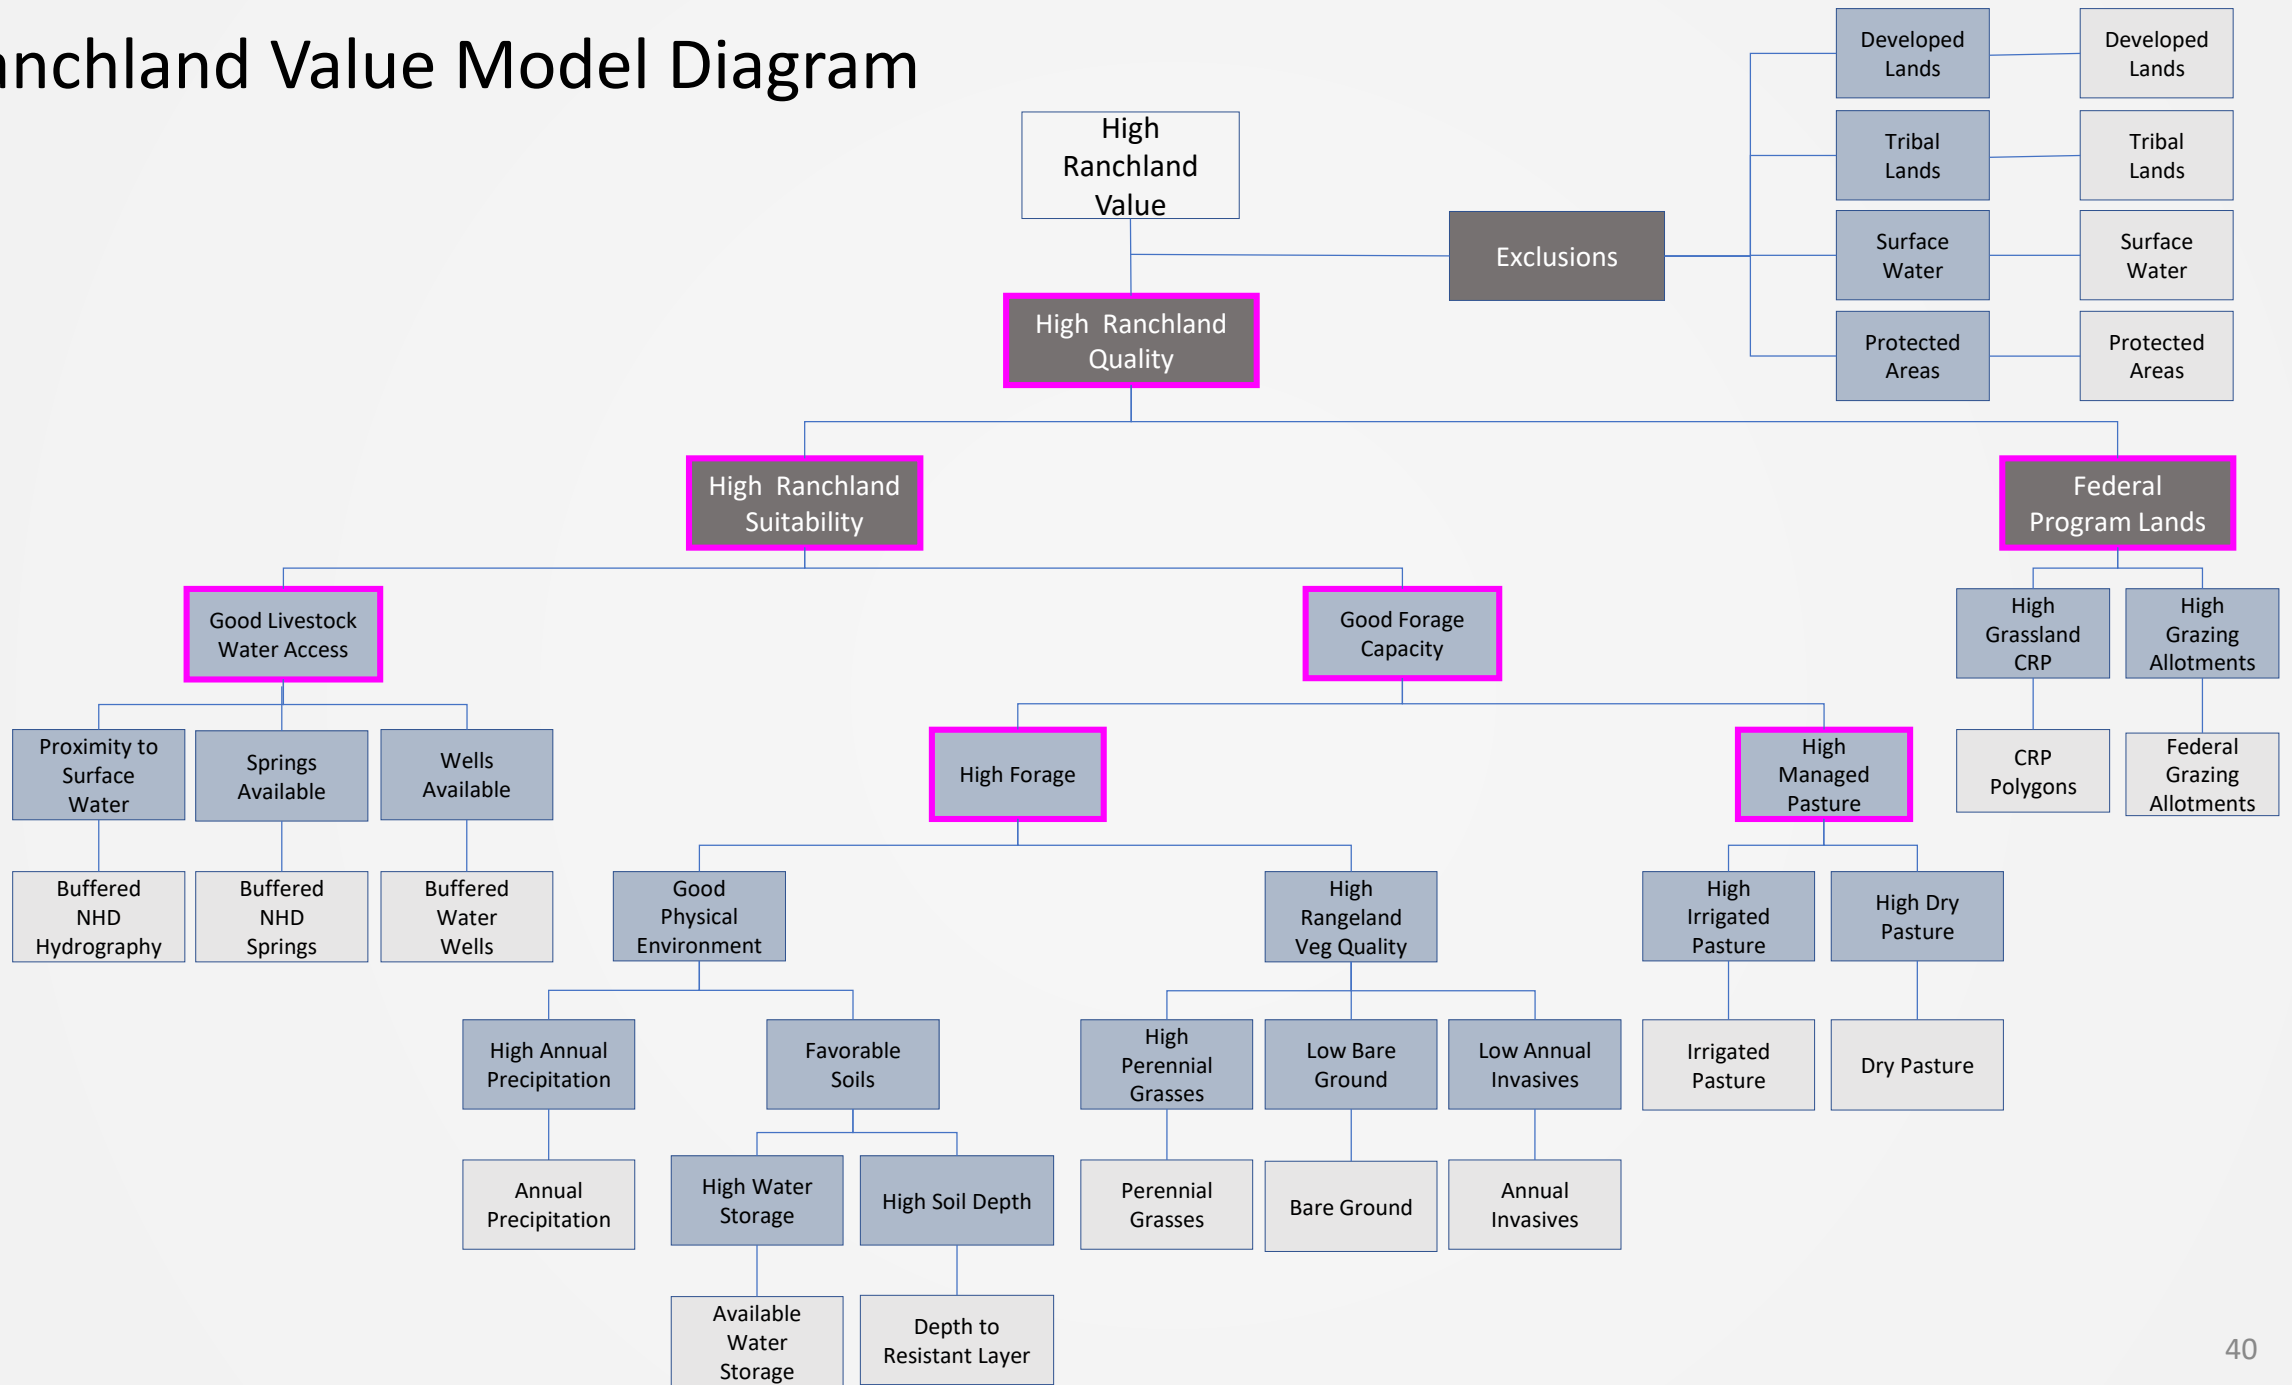 anchland Value Model Diagram
Developed
Lands
Developed
Lands
High
Ranchland
Value
Tribal
Lands
Tribal
Lands
Exclusions
Surface
Water
Surface
Water
High Ranchland
Quality
Protected
Areas
Protected
Areas
High Ranchland
Suitability
Federal
Program Lands
Good Livestock
Water Access
Good Forage
Capacity
High
Grassland
CRP
High
Grazing
Allotments
Proximity to
Surface
Water
Springs
Available
Wells
Available
High Forage
High
Managed
Pasture
CRP
Polygons
Federal
Grazing
Allotments
Buffered
NHD
Hydrography
Buffered
NHD
Springs
Buffered
Water
Wells
Good
Physical
Environment
High
Rangeland
Veg Quality
High
Irrigated
Pasture
High Dry
Pasture
High Annual
Precipitation
Favorable
Soils
High
Perennial
Grasses
Low Bare
Ground
Low Annual
Invasives
Irrigated
Pasture
Dry Pasture
Annual
Precipitation
High Water
Storage
High Soil Depth
Perennial
Grasses
Bare Ground
Annual
Invasives
Available
Water
Storage
Depth to
Resistant Layer
40